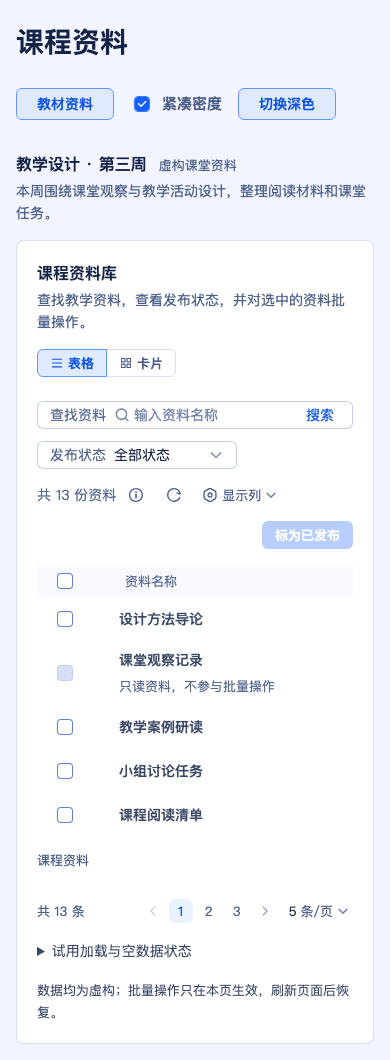 课程资料
教材资料 紧凑密度 切换深色
教学设计 · 第三周 虚构课堂资料
本周围绕课堂观察与教学活动设计，整理阅读材料和课堂
任务。
课程资料库
查找教学资料，查看发布状态，并对选中的资料批
量操作。
表格 卡片
查找资料 输入资料名称 搜索
发布状态 全部状态
共 13 份资料 显示列
标为已发布
资料名称
设计方法导论
课堂观察记录
只读资料，不参与批量操作
教学案例研读
小组讨论任务
课程阅读清单
课程资料
共 13 条 1 2 3 5 条/页
试用加载与空数据状态
数据均为虚构；批量操作只在本页生效，刷新页面后恢
复。